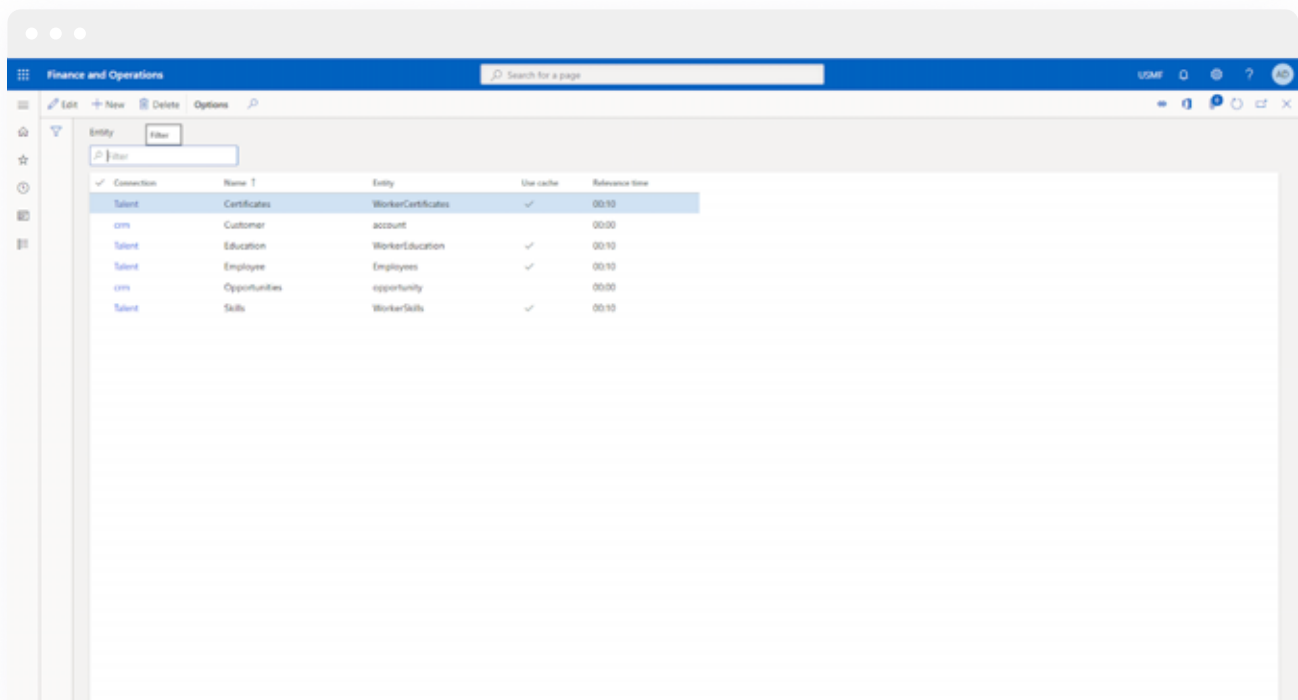 Finance and Operations Search for a page USMF ? AD
Edit New Delete Options 0
Entity Filter
Filter
Connection Name ↑ Entity Use cache Relevance time
Talent Certificates WorkerCertificates 00:10
crm Customer account 00:00
Talent Education WorkerEducation 00:10
Talent Employee Employees 00:10
crm Opportunities opportunity 00:00
Talent Skills WorkerSkills 00:10